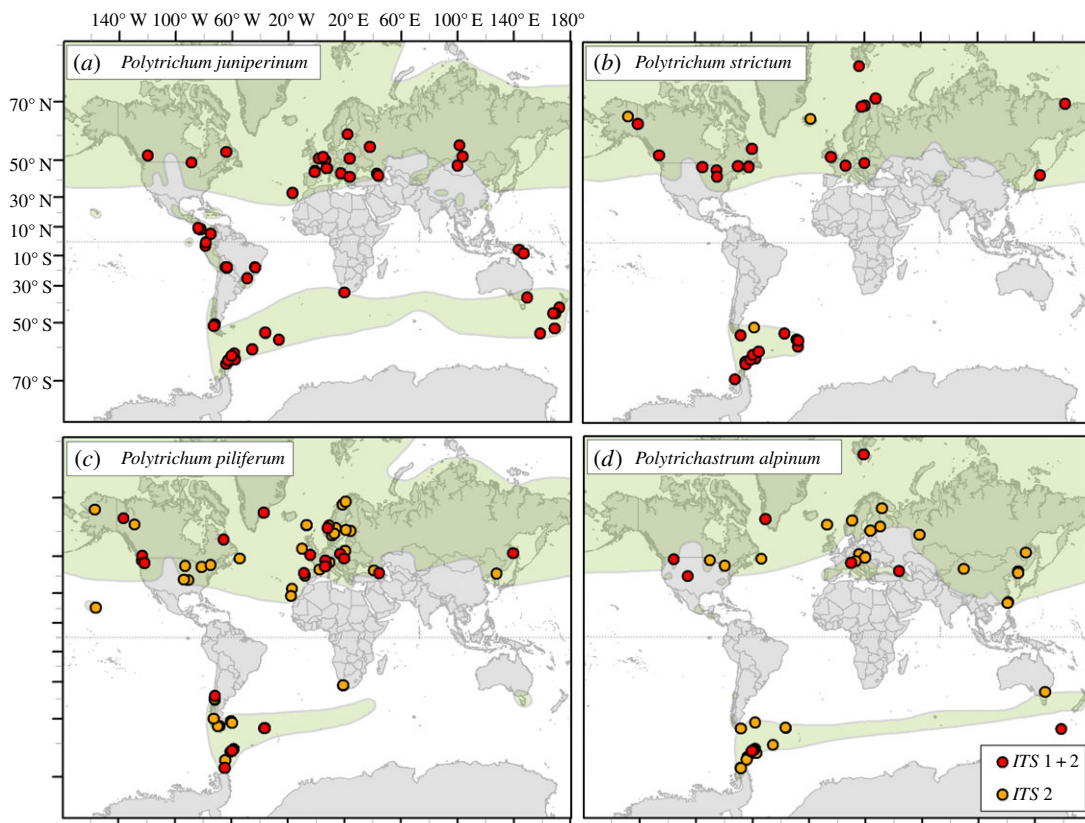 140° W 100° W 60° W 20° E 60° E 100° E 140° E 180°
(a) Polytrichum juniperinum
(b) Polytrichum strictum
70° N
50° N
30° N
10° N
10° S
30° S
50° S
70° S
(c) Polytrichum piliferum
(d) Polytrichastrum alpinum
ITS 1 + 2
ITS 2